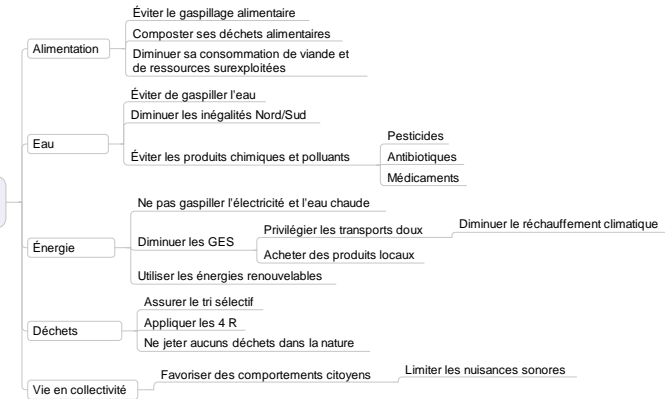 Alimentation
Éviter le gaspillage alimentaire
Composter ses déchets alimentaires
Diminuer sa consommation de viande et
de ressources surexploitées
Eau
Éviter de gaspiller l'eau
Diminuer les inégalités Nord/Sud
Éviter les produits chimiques et polluants
Pesticides
Antibiotiques
Médicaments
Énergie
Ne pas gaspiller l'électricité et l'eau chaude
Diminuer les GES
Privilégier les transports doux
Diminuer le réchauffement climatique
Acheter des produits locaux
Utiliser les énergies renouvelables
Déchets
Assurer le tri sélectif
Appliquer les 4 R
Ne jeter aucuns déchets dans la nature
Vie en collectivité
Favoriser des comportements citoyens
Limiter les nuisances sonores